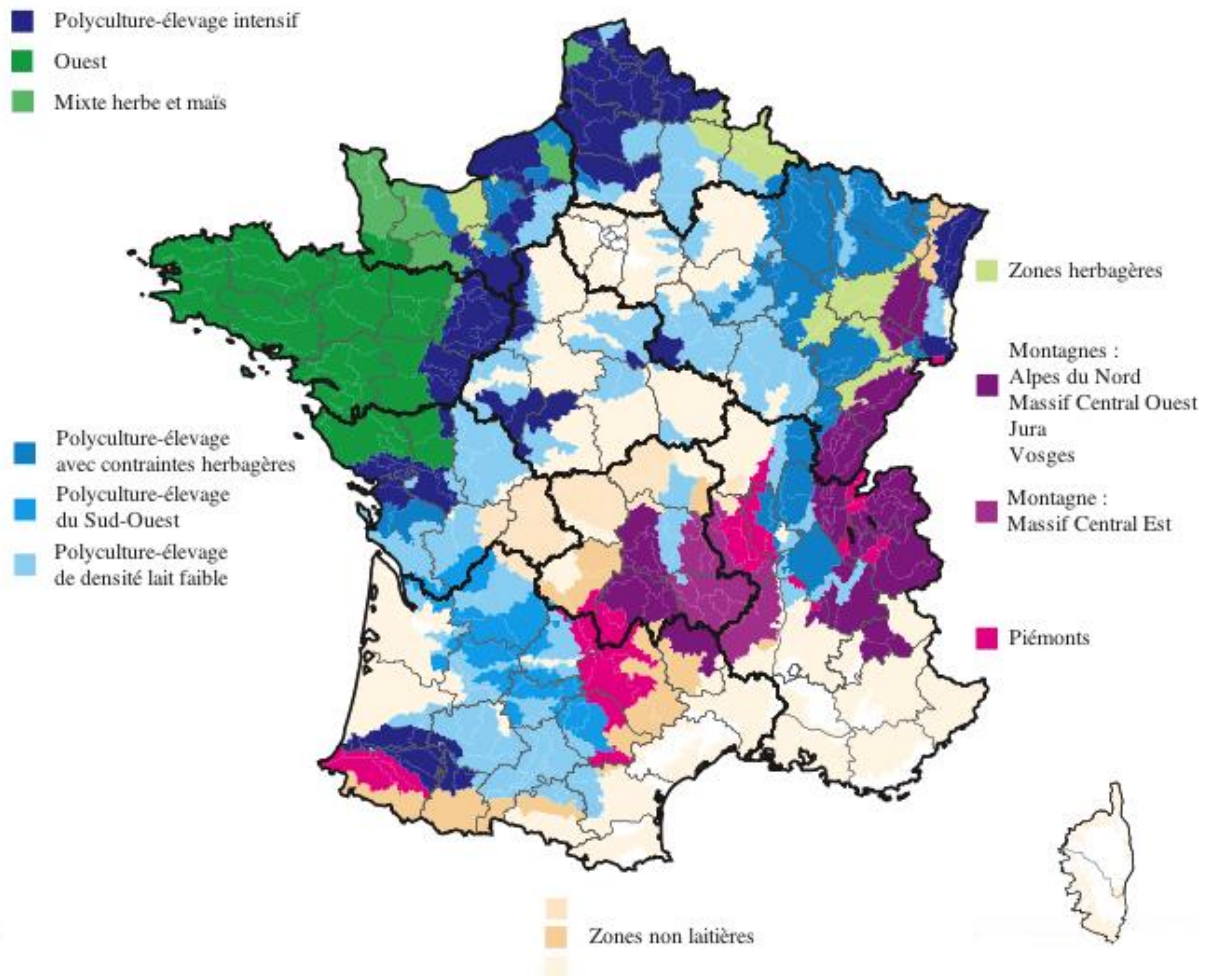 Polyculture-élevage intensif
Ouest
Mixte herbe et maïs
Zones herbagères
Montagnes :
Alpes du Nord
Massif Central Ouest
Jura
Vosges
Polyculture-élevage
avec contraintes herbagères
Polyculture-élevage
du Sud-Ouest
Polyculture-élevage
de densité lait faible
Montagne :
Massif Central Est
Piémonts
Zones non laitières